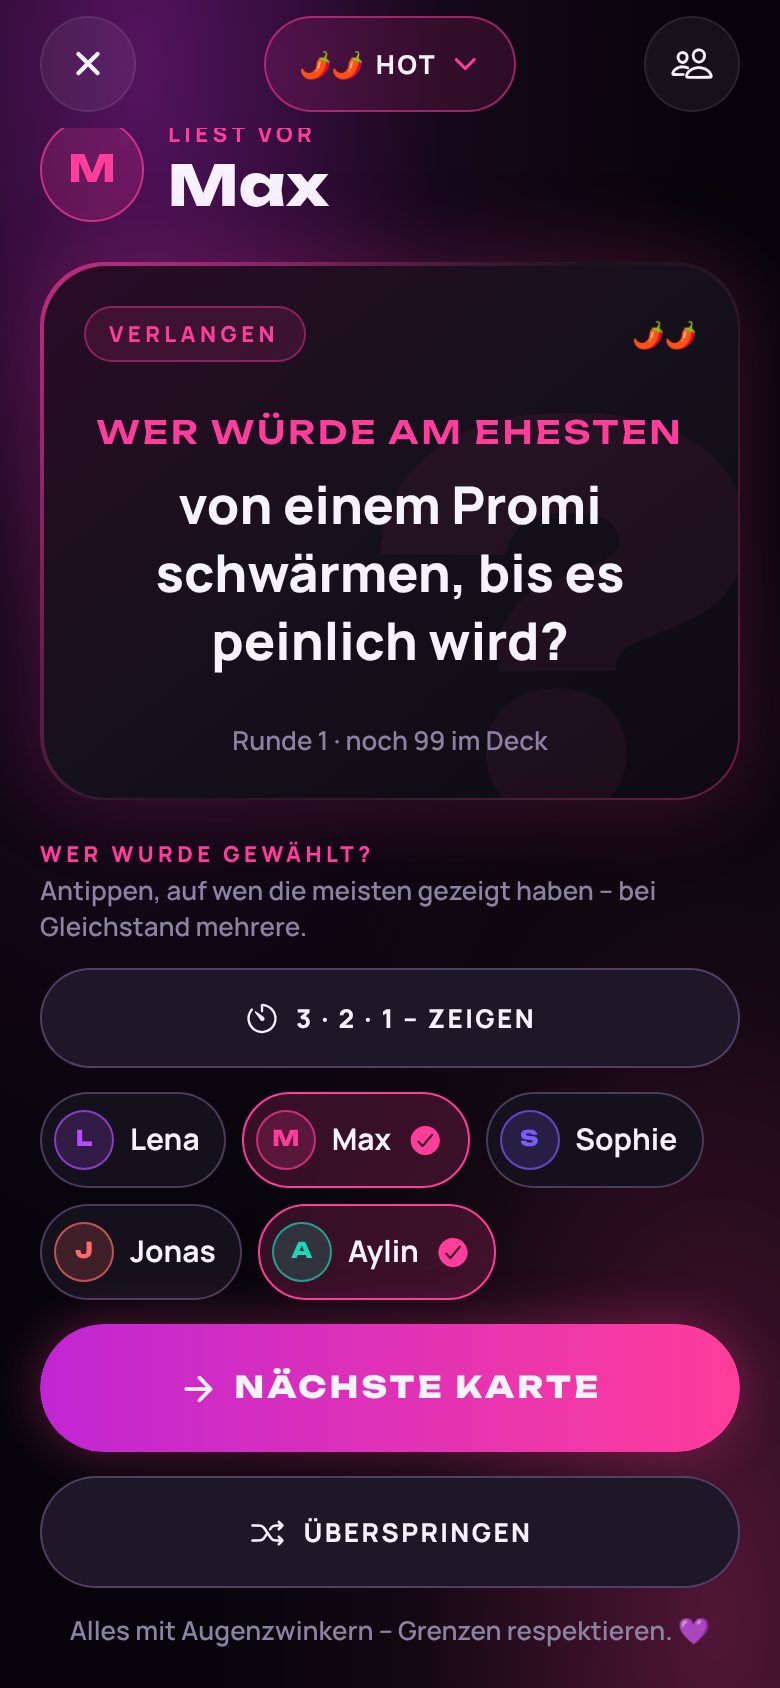 🌶️🌶️ HOT
LIEST VOR
M
Max
VERLANGEN
🌶️🌶️
WER WÜRDE AM EHESTEN
von einem Promi
schwärmen, bis es
peinlich wird?
Runde 1 · noch 99 im Deck
WER WURDE GEWÄHLT?
Antippen, auf wen die meisten gezeigt haben – bei
Gleichstand mehrere.
3 · 2 · 1 – ZEIGEN
L Lena
M Max
S Sophie
J Jonas
A Aylin
→ NÄCHSTE KARTE
ÜBERSPRINGEN
Alles mit Augenzwinkern – Grenzen respektieren. 💜